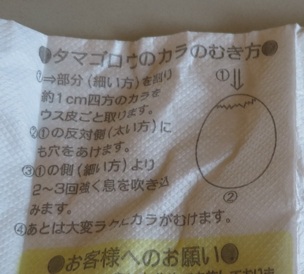 ●タマゴロウのカラのむき方●
①⇒部分(細い方)を割り
約1cm四方のカラを
ウス皮ごと取ります。
②①の反対側(太い方)に
も穴をあけます。
③①の側(細い方)より
2~3回強く息を吹き込
みます。
④あとは大変ラクにカラがむけます。
①
②
●お客様へのお願い●